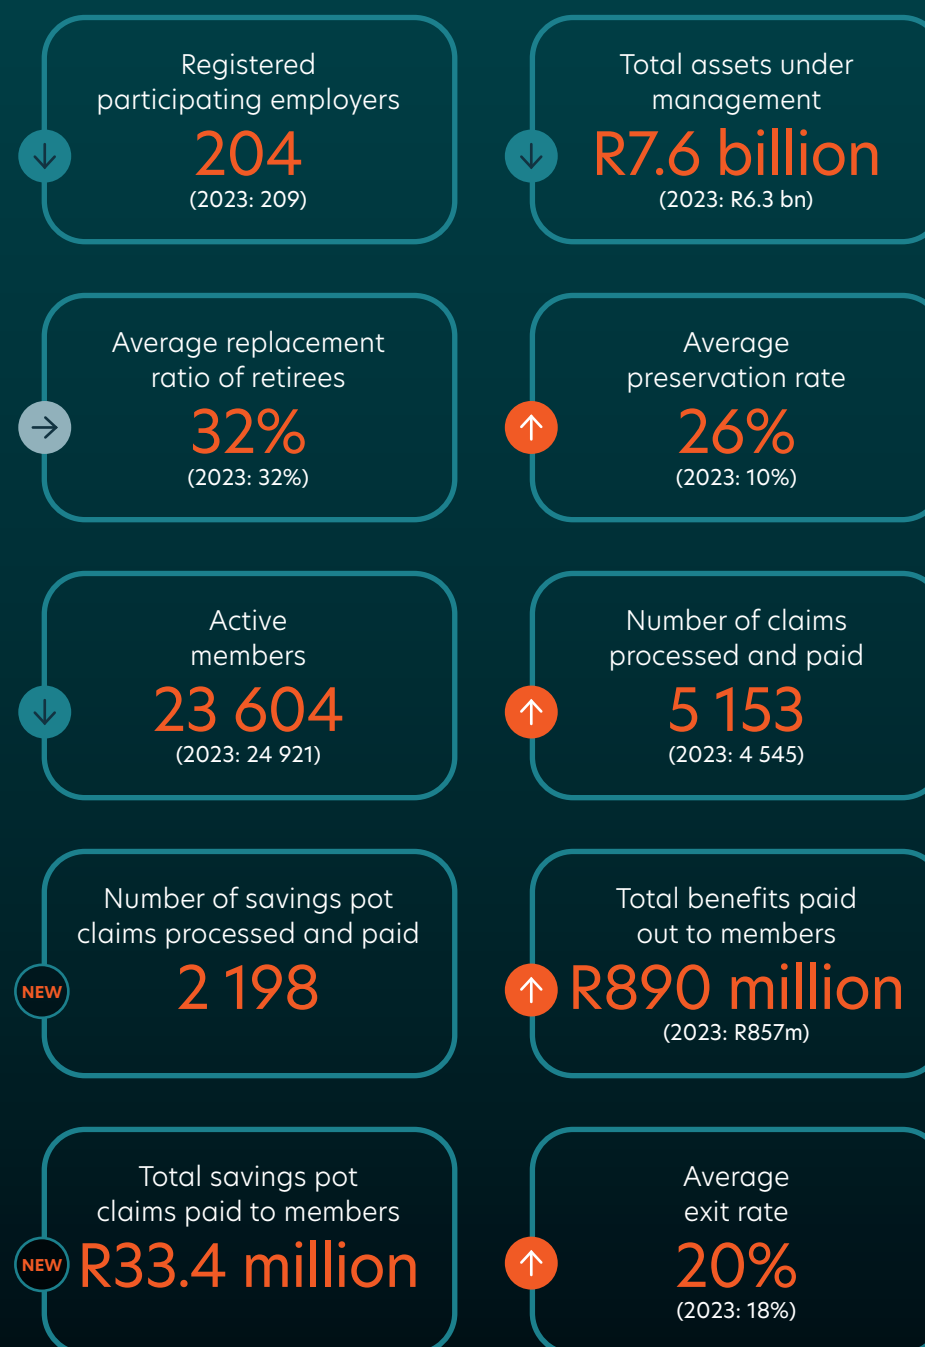 Registered
participating employers
204
(2023: 209)
Total assets under
management
R7.6 billion
(2023: R6.3 bn)
Average replacement
ratio of retirees
32%
(2023: 32%)
Average
preservation rate
26%
(2023: 10%)
Active
members
23 604
(2023: 24 921)
Number of claims
processed and paid
5 153
(2023: 4 545)
Number of savings pot
claims processed and paid
NEW
2 198
Total benefits paid
out to members
R890 million
(2023: R857m)
Total savings pot
claims paid to members
NEW
R33.4 million
Average
exit rate
20%
(2023: 18%)